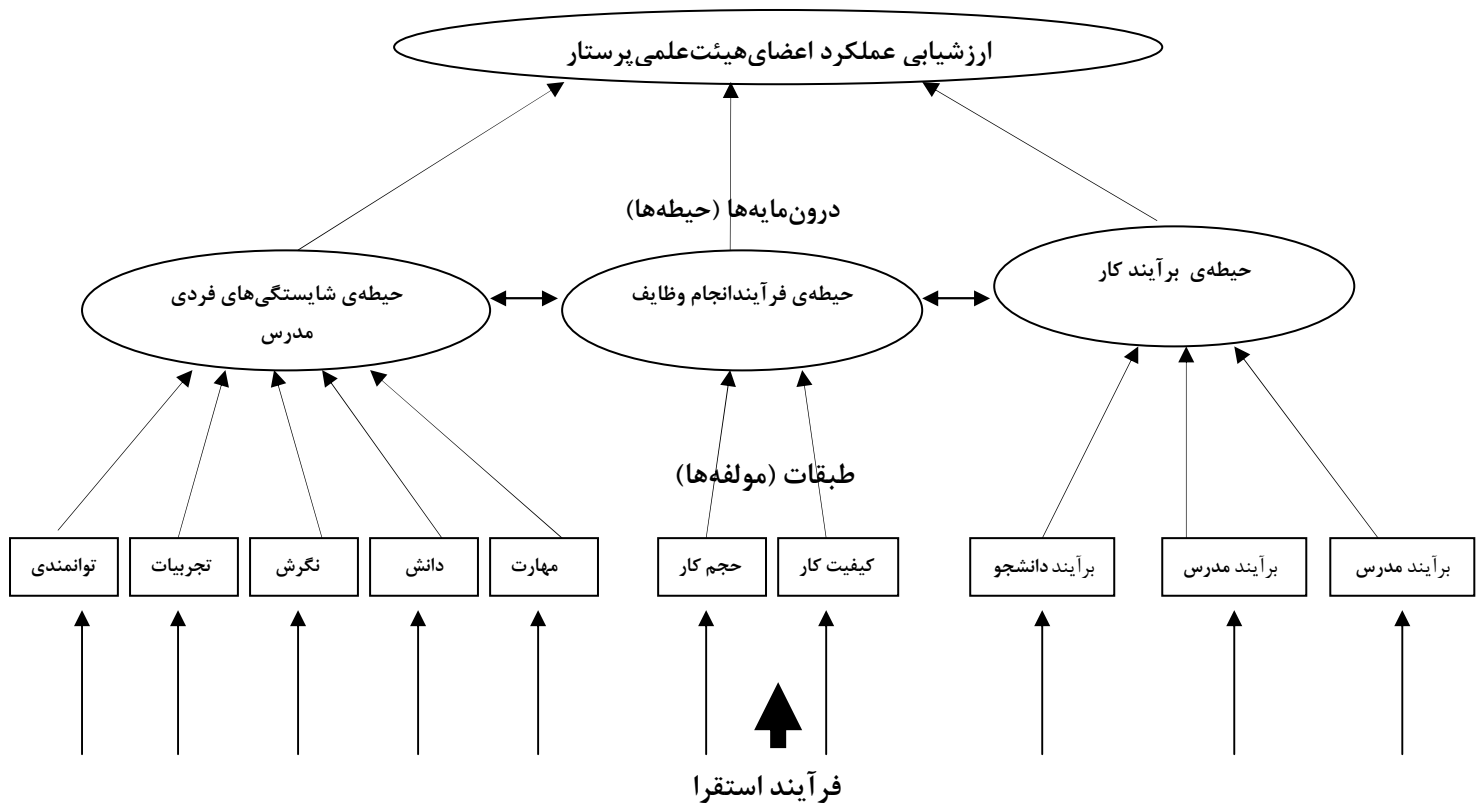 ارزشیابی عملکرد اعضای‌هیئت‌علمی‌پرستار
درون‌مایه‌ها (حیطه‌ها)
حیطه‌ی برآیند کار
حیطه‌ی فرآیندانجام وظایف
حیطه‌ی شایستگی‌های فردی
مدرس
طبقات (مولفه‌ها)
برآیند مدرس
برآیند مدرس
برآیند دانشجو
کیفیت کار
حجم کار
مهارت
دانش
نگرش
تجربیات
توانمندی
فرآیند استقرا